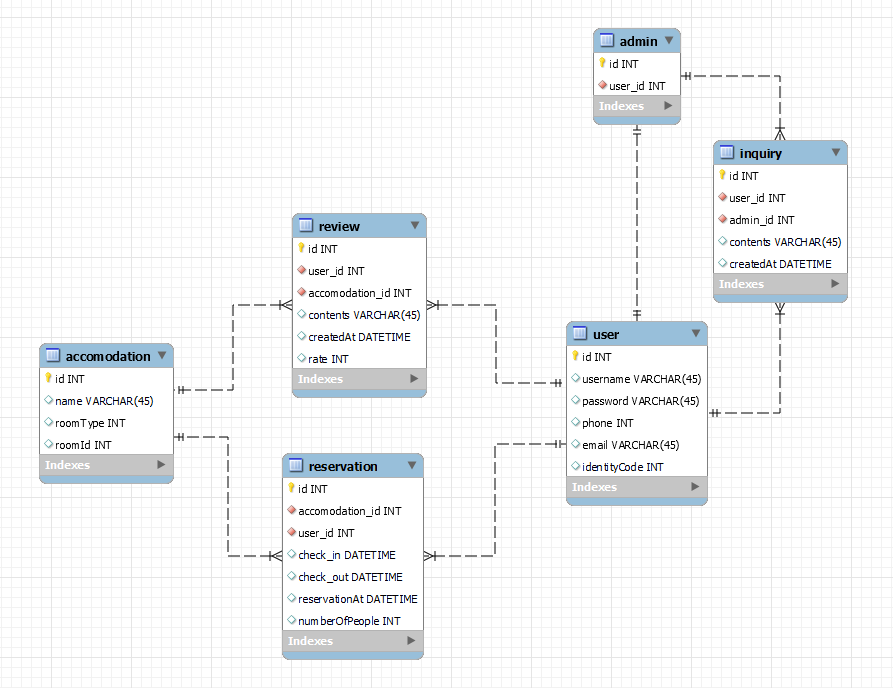 admin
id INT
user_id INT
Indexes
inquiry
id INT
user_id INT
admin_id INT
contents VARCHAR(45)
createdAt DATETIME
Indexes
review
id INT
user_id INT
accomodation_id INT
contents VARCHAR(45)
createdAt DATETIME
rate INT
Indexes
user
id INT
username VARCHAR(45)
password VARCHAR(45)
phone INT
email VARCHAR(45)
identityCode INT
Indexes
accomodation
id INT
name VARCHAR(45)
roomType INT
roomId INT
Indexes
reservation
id INT
accomodation_id INT
user_id INT
check_in DATETIME
check_out DATETIME
reservationAt DATETIME
numberOfPeople INT
Indexes